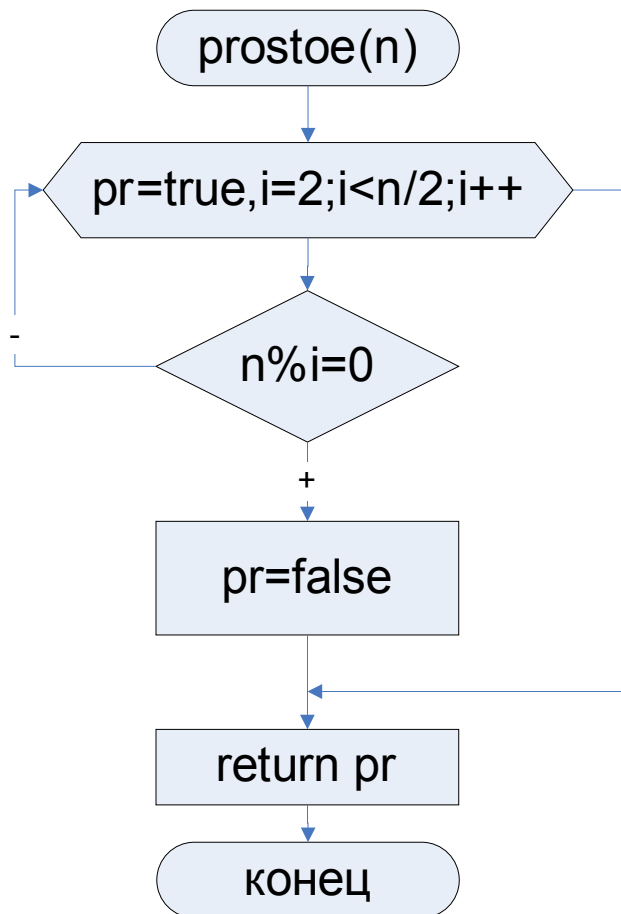 prostoe(n)
pr=true,i=2;i<n/2;i++
-
n%i=0
+
pr=false
return pr
конец